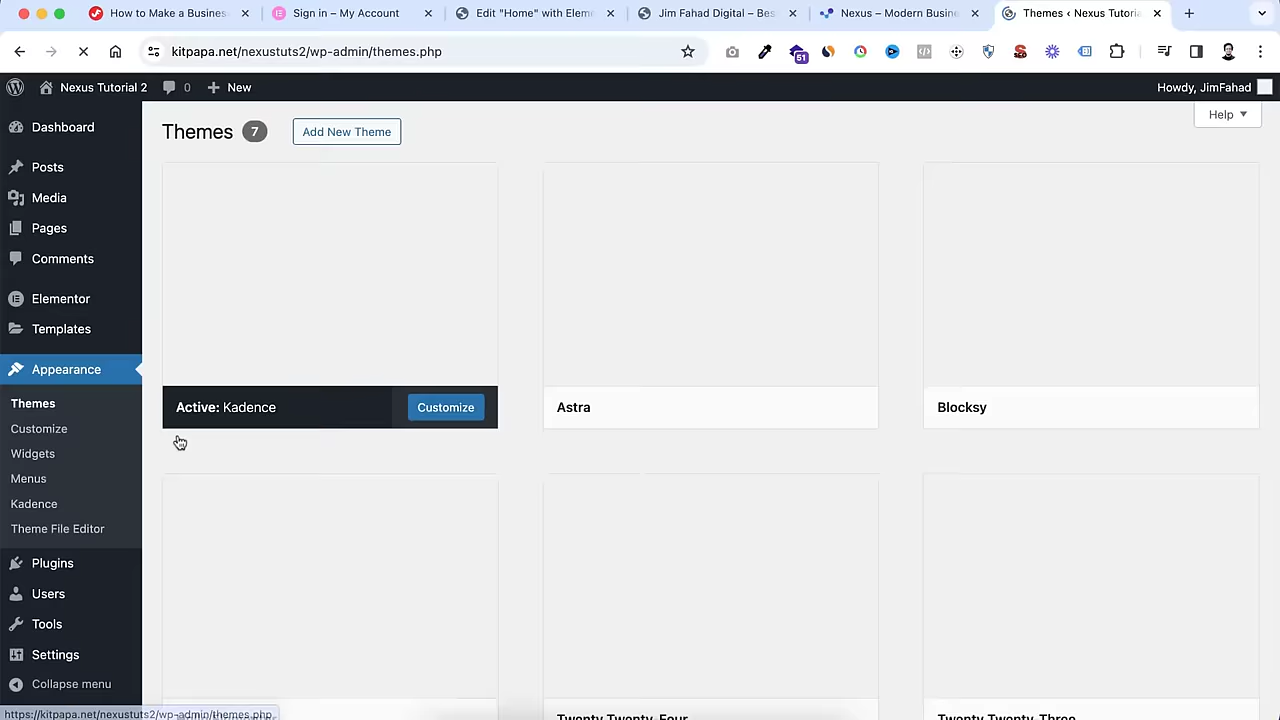 How to Make a Busines
Sign in – My Account
Edit "Home" with Elem
Jim Fahad Digital – Bas
Nexus – Modern Busine
Themes ‹ Nexus Tutoria
kitpapa.net/nexustuts2/wp-admin/themes.php
51
Nexus Tutorial 2
0
New
Howdy, JimFahad
Help
Dashboard
Posts
Media
Pages
Comments
Elementor
Templates
Appearance
Themes
Customize
Widgets
Menus
Kadence
Theme File Editor
Plugins
Users
Tools
Settings
Collapse menu
Themes 7
Add New Theme
Active: Kadence
Customize
Astra
Blocksy
Twenty Twenty-Four
Twenty Twenty-Three
https://kitpapa.net/nexustuts2/wp-admin/themes.php